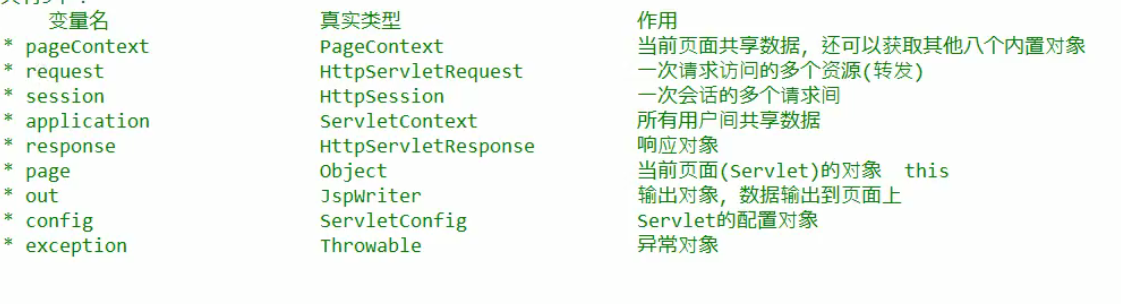 变量名 真实类型 作用
* pageContext PageContext 当前页面共享数据，还可以获取其他八个内置对象
* request HttpServletRequest 一次请求访问的多个资源(转发)
* session HttpSession 一次会话的多个请求间
* application ServletContext 所有用户间共享数据
* response HttpServletResponse 响应对象
* page Object 当前页面(Servlet)的对象 this
* out JspWriter 输出对象，数据输出到页面上
* config ServletConfig Servlet的配置对象
* exception Throwable 异常对象